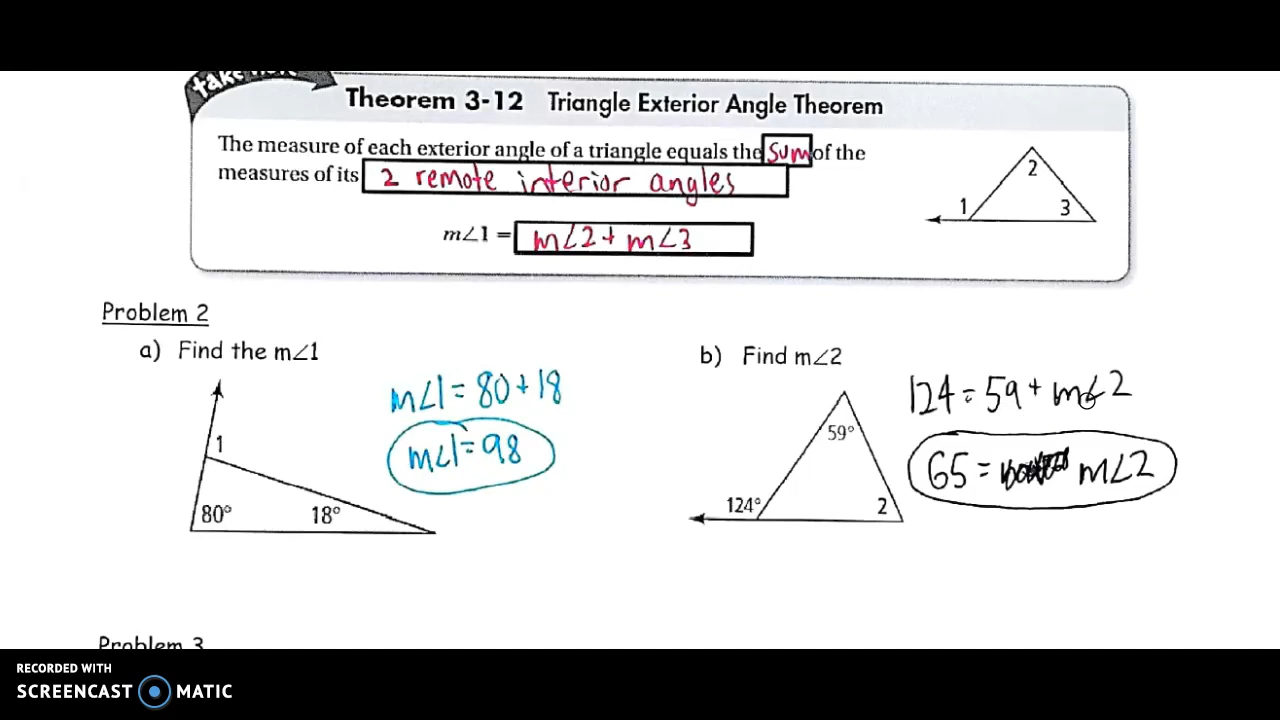 take note
Theorem 3-12 Triangle Exterior Angle Theorem
The measure of each exterior angle of a triangle equals the sum of the
measures of its 2 remote interior angles
m∠1 = m∠2 + m∠3
2
1
3
Problem 2
a) Find the m∠1
m∠1 = 80 + 18
m∠1 = 98
1
80°
18°
b) Find m∠2
124 = 59 + m∠2
65 = m∠2
59°
124°
2
Problem 3
RECORDED WITH
SCREENCAST MATIC